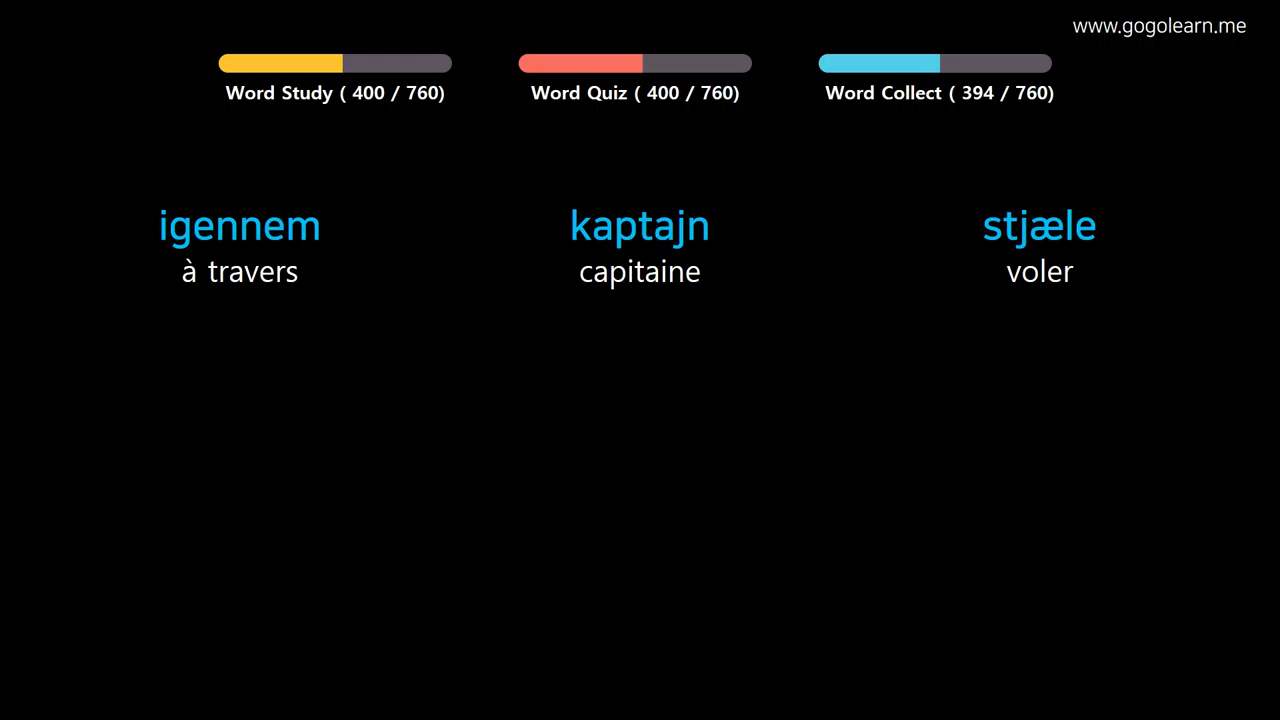 www.gogolearn.me
Word Study ( 400 / 760)
Word Quiz ( 400 / 760)
Word Collect ( 394 / 760)
igennem
à travers
kaptajn
capitaine
stjæle
voler